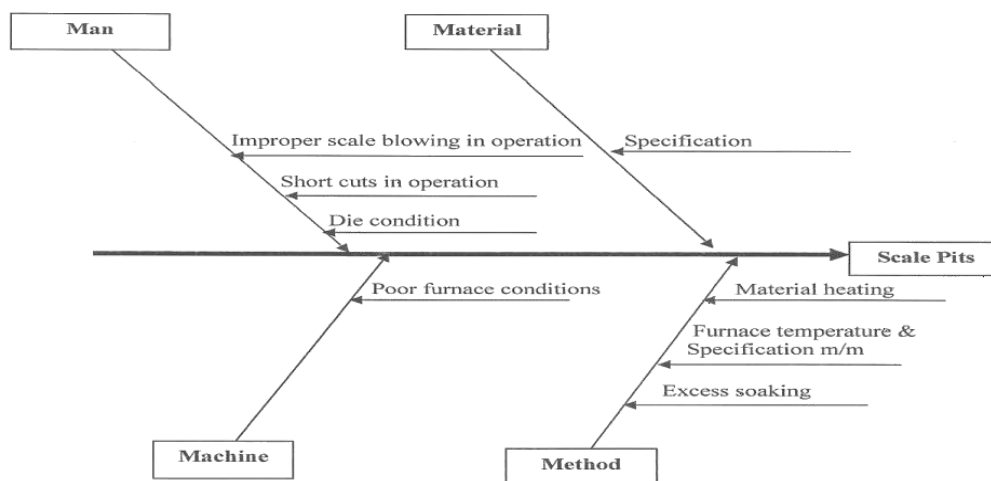 Man
Material
Improper scale blowing in operation
Specification
Short cuts in operation
Die condition
Scale Pits
Poor furnace conditions
Material heating
Furnace temperature &
Specification m/m
Excess soaking
Machine
Method